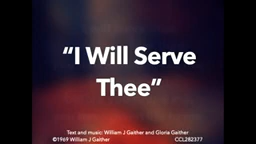 “I Will Serve
Thee”
Text and music: William J Gaither and Gloria Gaither
©1969 William J Gaither
CCL282377